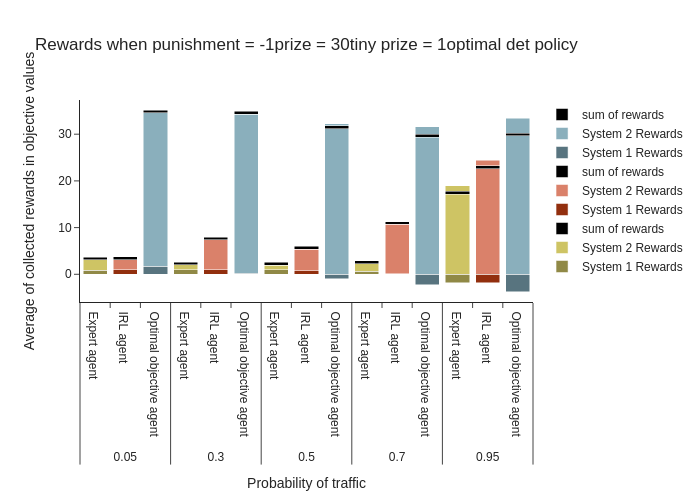 Rewards when punishment = -1prize = 30tiny prize = 1optimal det policy
Average of collected rewards in objective values
30
20
10
0
sum of rewards
System 2 Rewards
System 1 Rewards
sum of rewards
System 2 Rewards
System 1 Rewards
sum of rewards
System 2 Rewards
System 1 Rewards
Expert agent
IRL agent
Optimal objective agent
Expert agent
IRL agent
Optimal objective agent
Expert agent
IRL agent
Optimal objective agent
Expert agent
IRL agent
Optimal objective agent
Expert agent
IRL agent
Optimal objective agent
0.05
0.3
0.5
0.7
0.95
Probability of traffic